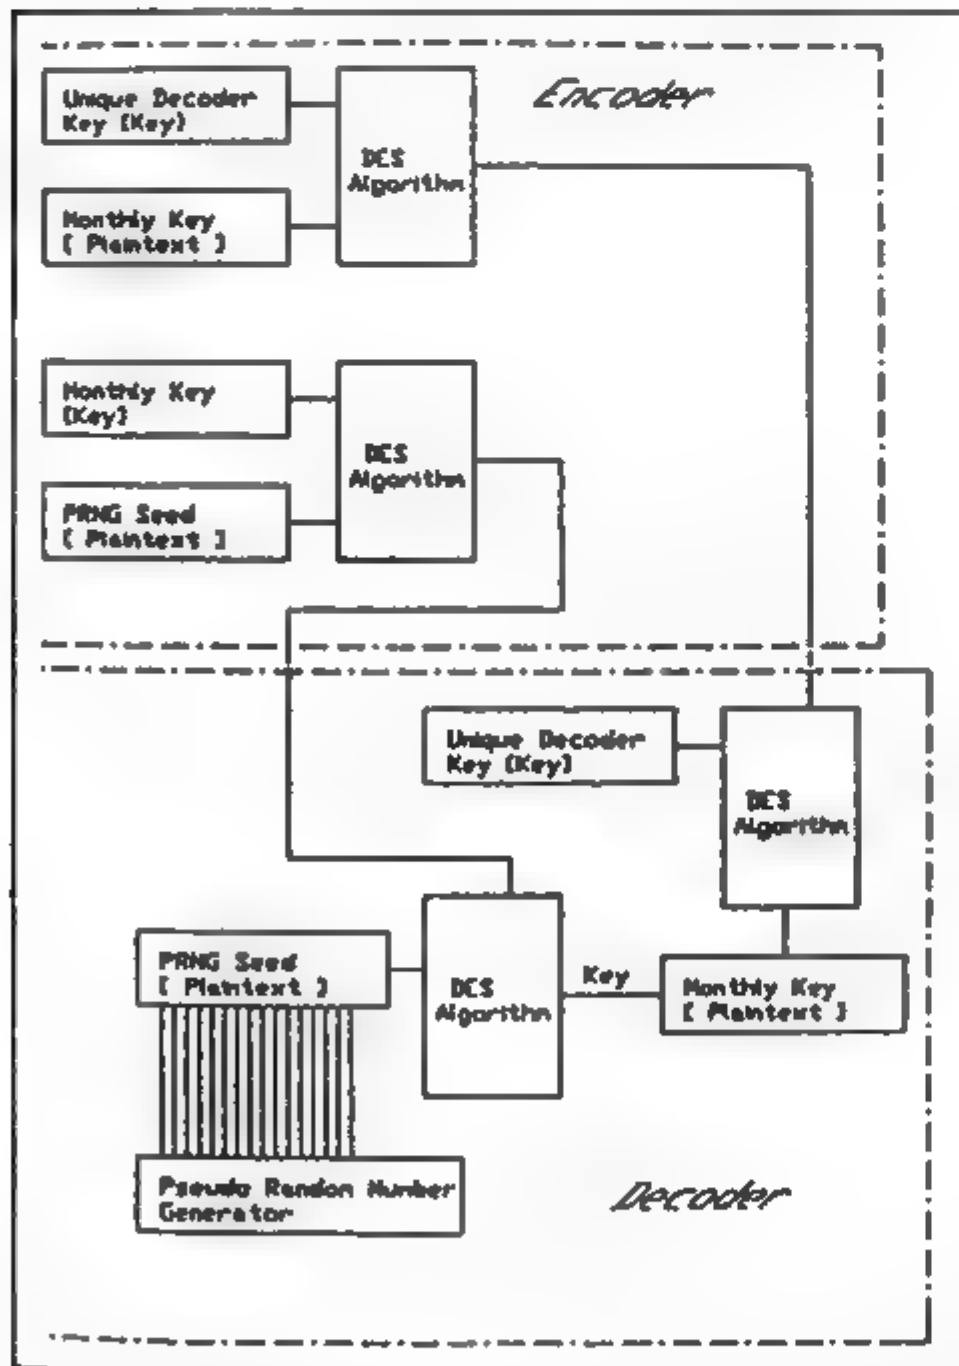 Encoder
Unique Decoder
Key (Key)
DES
Algorithm
Monthly Key
( Plaintext )
Monthly Key
(Key)
DES
Algorithm
PRNG Seed
( Plaintext )
Unique Decoder
Key (Key)
DES
Algorithm
PRNG Seed
( Plaintext )
DES
Algorithm
Key
Monthly Key
( Plaintext )
Pseudo Random Number
Generator
Decoder